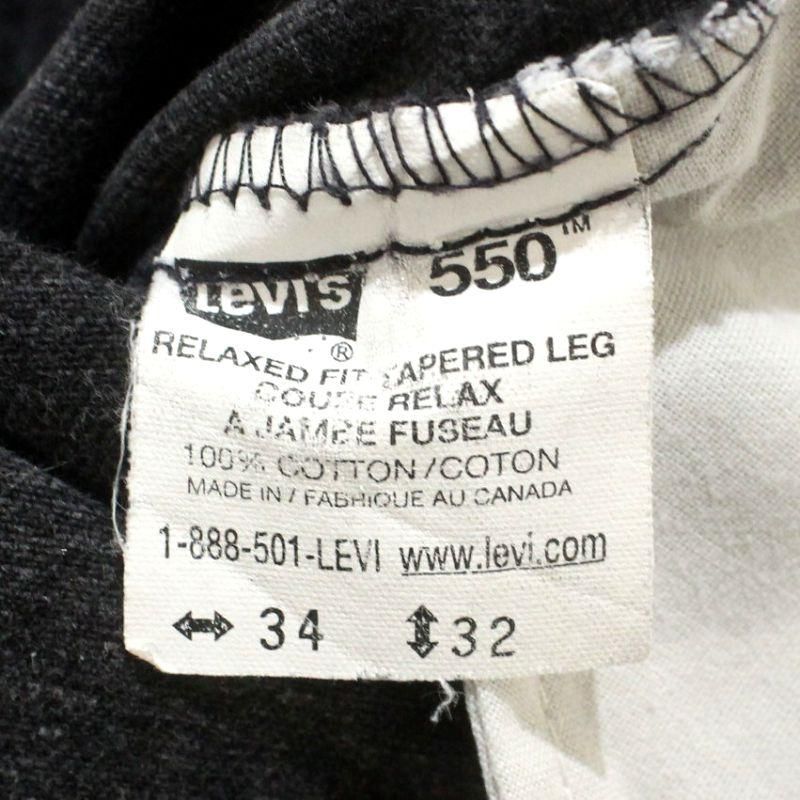 LEVI'S ® 550™
RELAXED FIT TAPERED LEG
COUPE RELAX
A JAMBE FUSEAU
100% COTTON/COTON
MADE IN / FABRIQUE AU CANADA
1-888-501-LEVI www.levi.com
↔ 34 ↕ 32